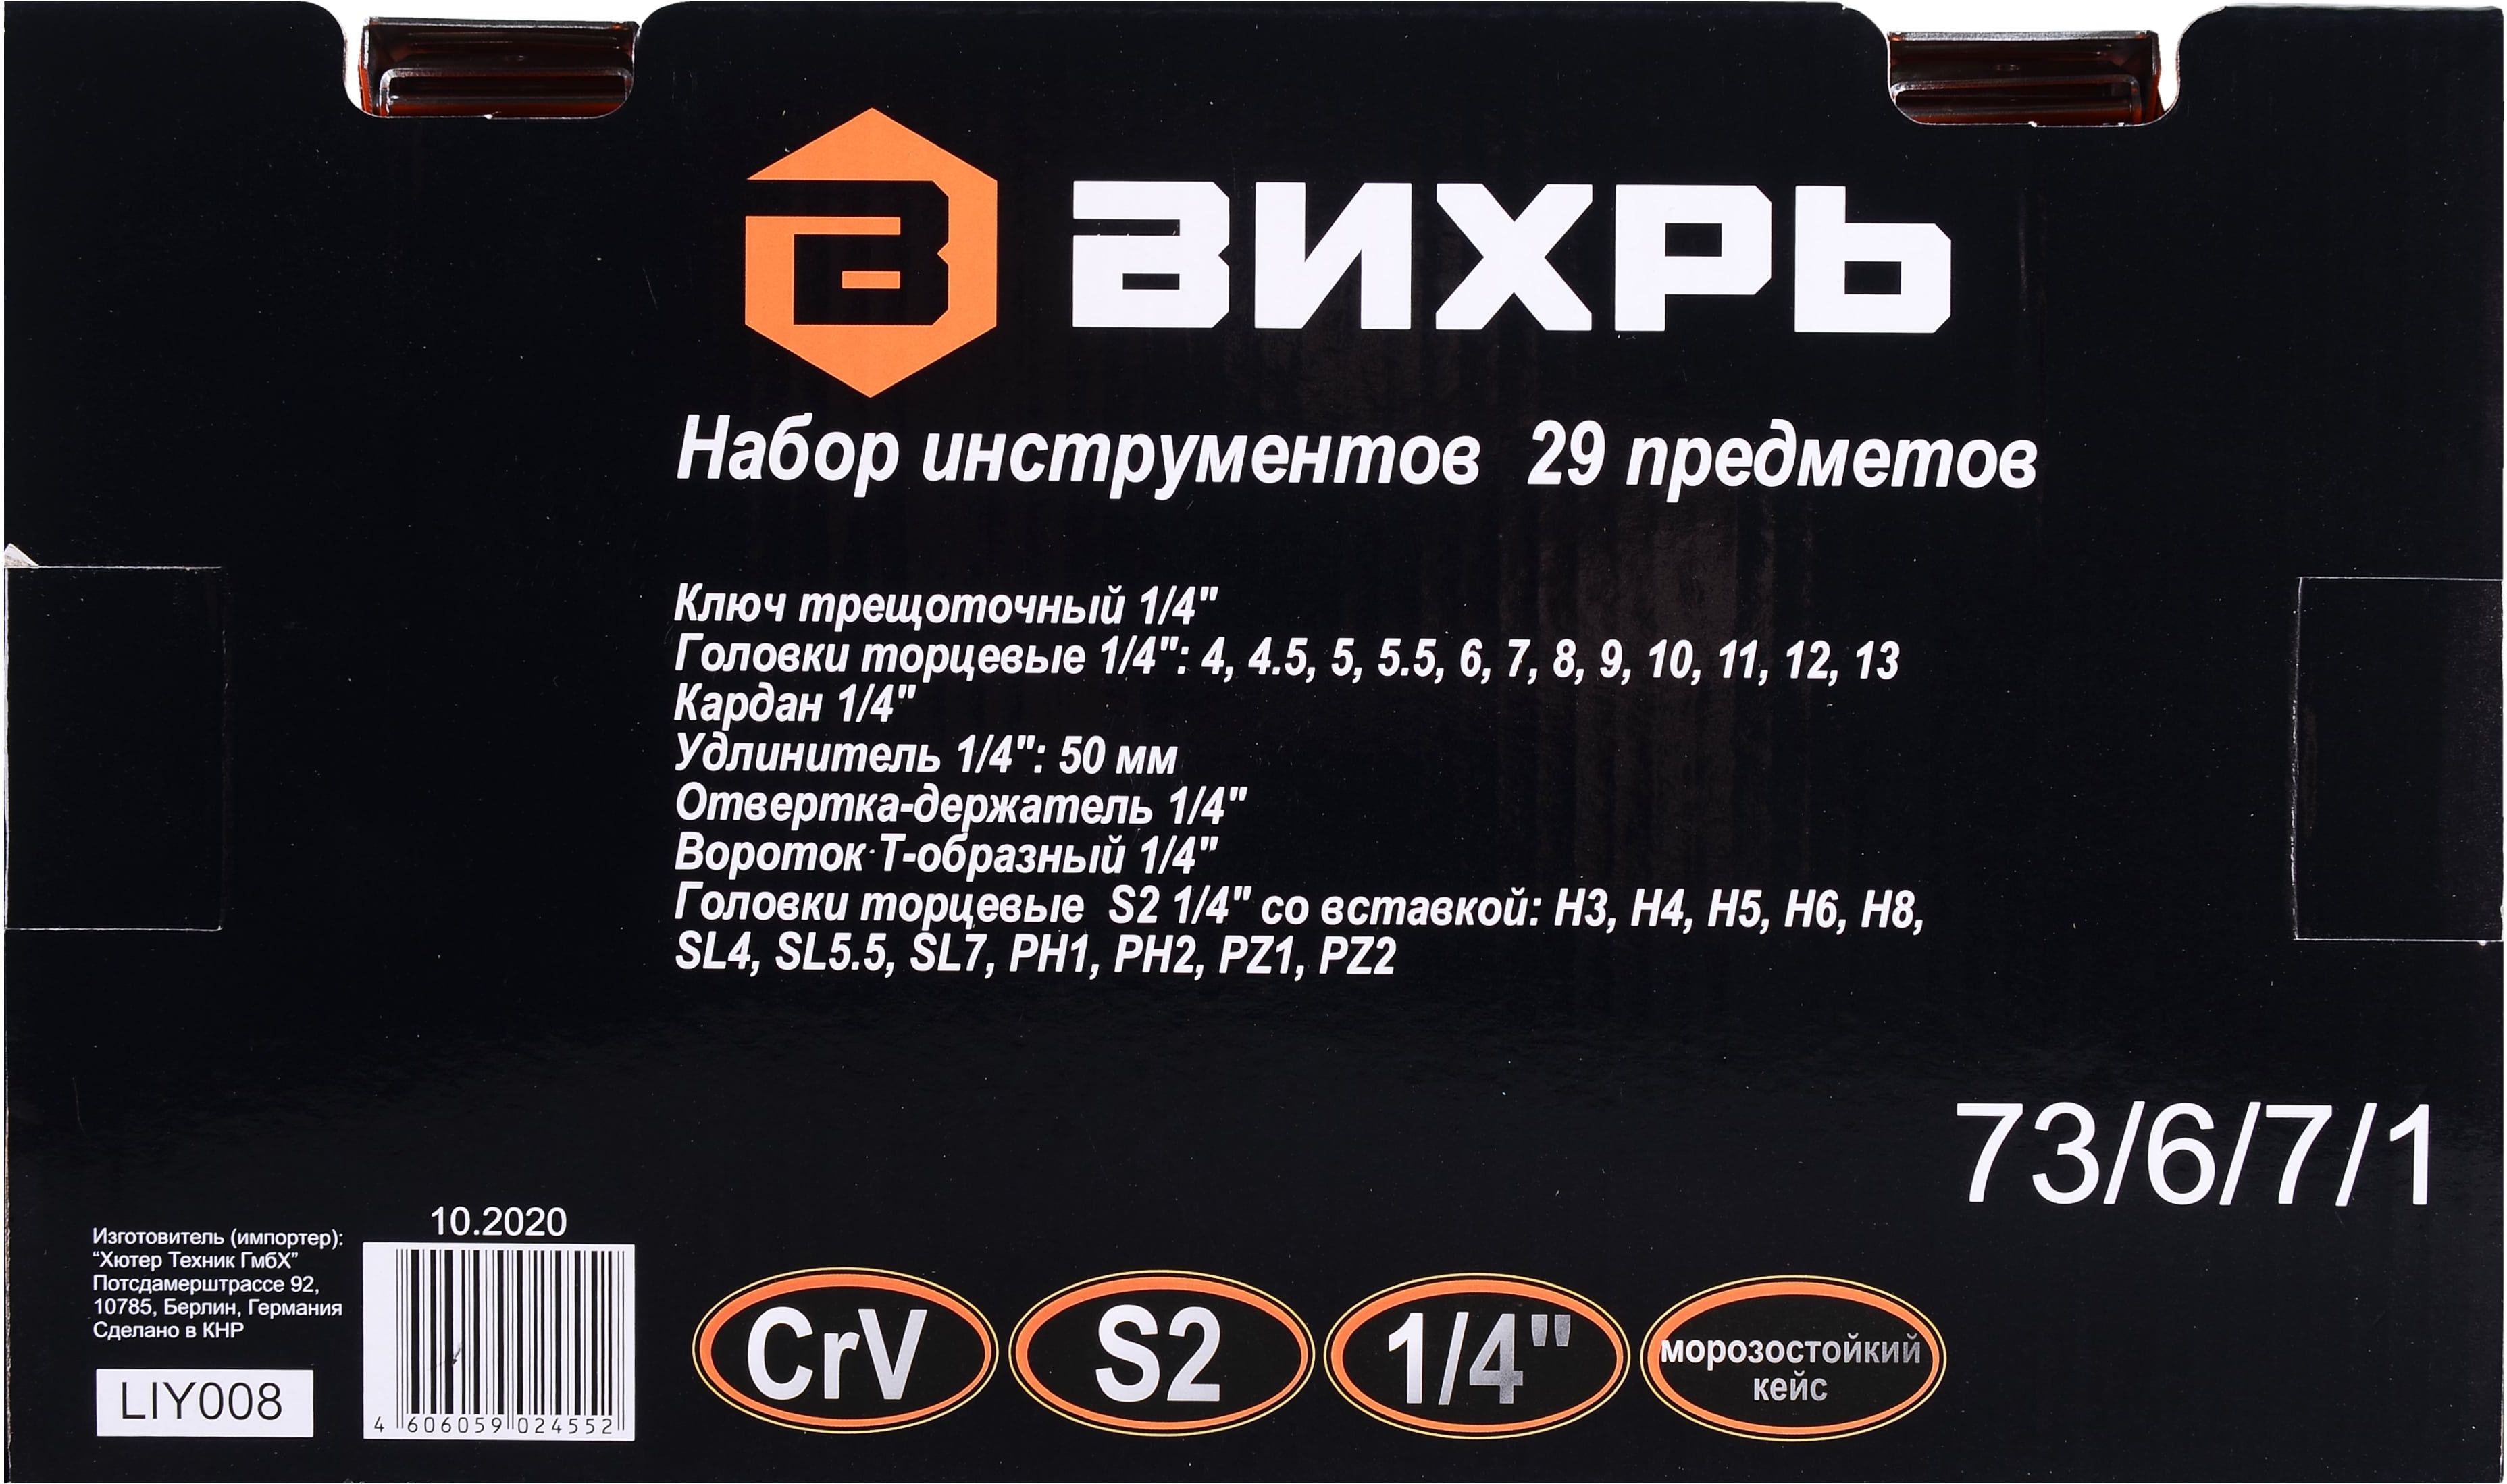 В ВИХРЬ
Набор инструментов 29 предметов
Ключ трещоточный 1/4"
Головки торцевые 1/4": 4, 4.5, 5, 5.5, 6, 7, 8, 9, 10, 11, 12, 13
Кардан 1/4"
Удлинитель 1/4": 50 мм
Отвертка-держатель 1/4"
Вороток Т-образный 1/4"
Головки торцевые S2 1/4" со вставкой: H3, H4, H5, H6, H8,
SL4, SL5.5, SL7, PH1, PH2, PZ1, PZ2
73/6/7/1
Изготовитель (импортер):
“Хютер Техник ГмбХ”
Потсдамерштрассе 92,
10785, Берлин, Германия
Сделано в КНР
LIY008
10.2020
4 606059 024552
CrV
S2
1/4"
морозостойкий
кейс